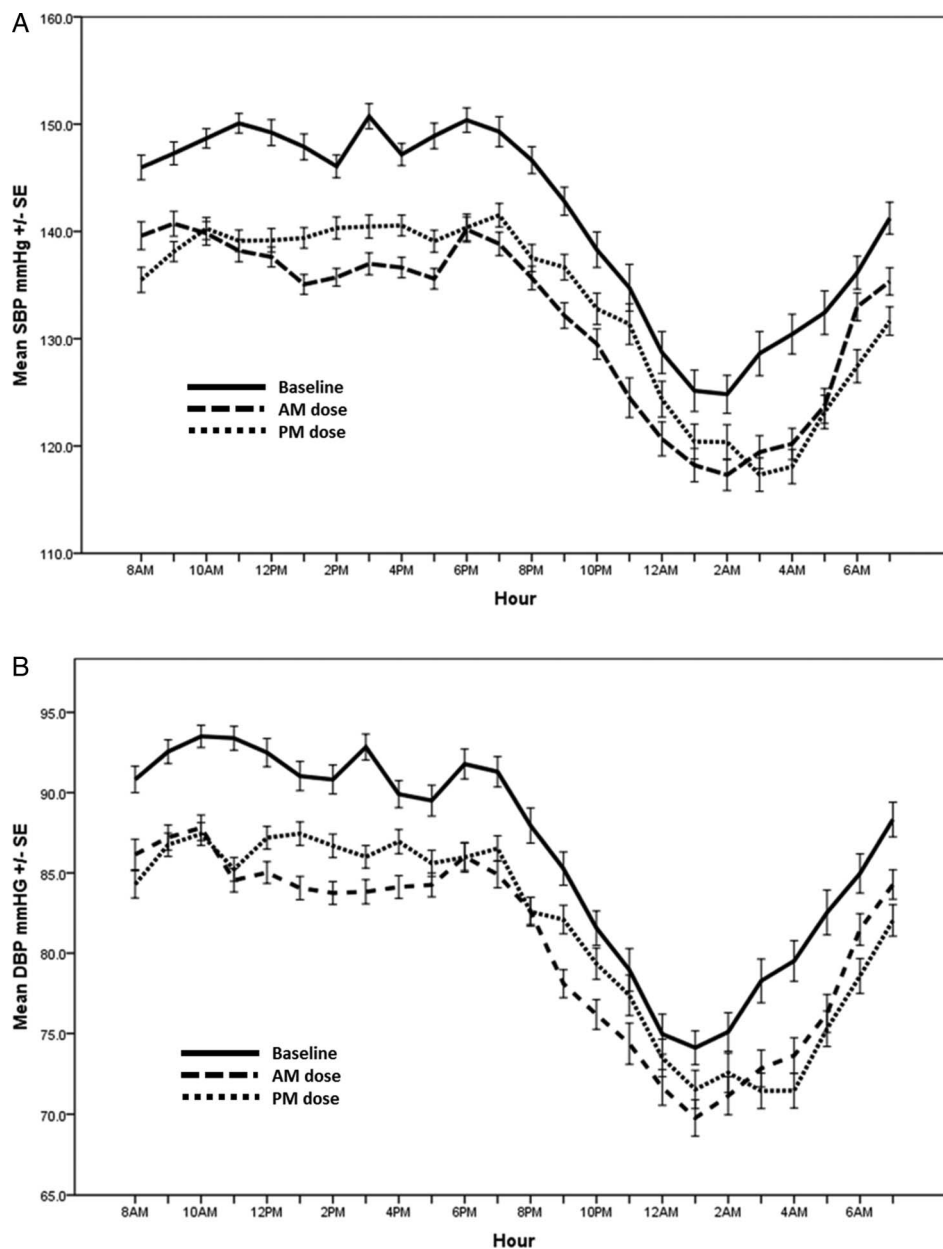 A
160.0
150.0
140.0
130.0
120.0
110.0
Mean SBP mmHg +/- SE
Baseline
AM dose
PM dose
8AM 10AM 12PM 2PM 4PM 6PM 8PM 10PM 12AM 2AM 4AM 6AM
Hour
B
95.0
90.0
85.0
80.0
75.0
70.0
65.0
Mean DBP mmHG +/- SE
Baseline
AM dose
PM dose
8AM 10AM 12PM 2PM 4PM 6PM 8PM 10PM 12AM 2AM 4AM 6AM
Hour